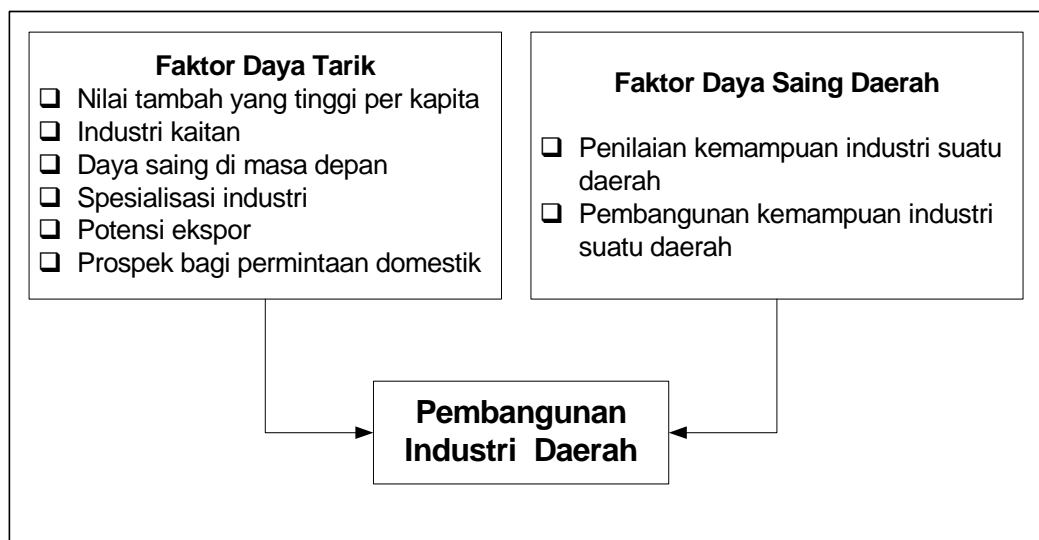 Faktor Daya Tarik
❑ Nilai tambah yang tinggi per kapita
❑ Industri kaitan
❑ Daya saing di masa depan
❑ Spesialisasi industri
❑ Potensi ekspor
❑ Prospek bagi permintaan domestik
Faktor Daya Saing Daerah
❑ Penilaian kemampuan industri suatu
daerah
❑ Pembangunan kemampuan industri
suatu daerah
Pembangunan
Industri Daerah